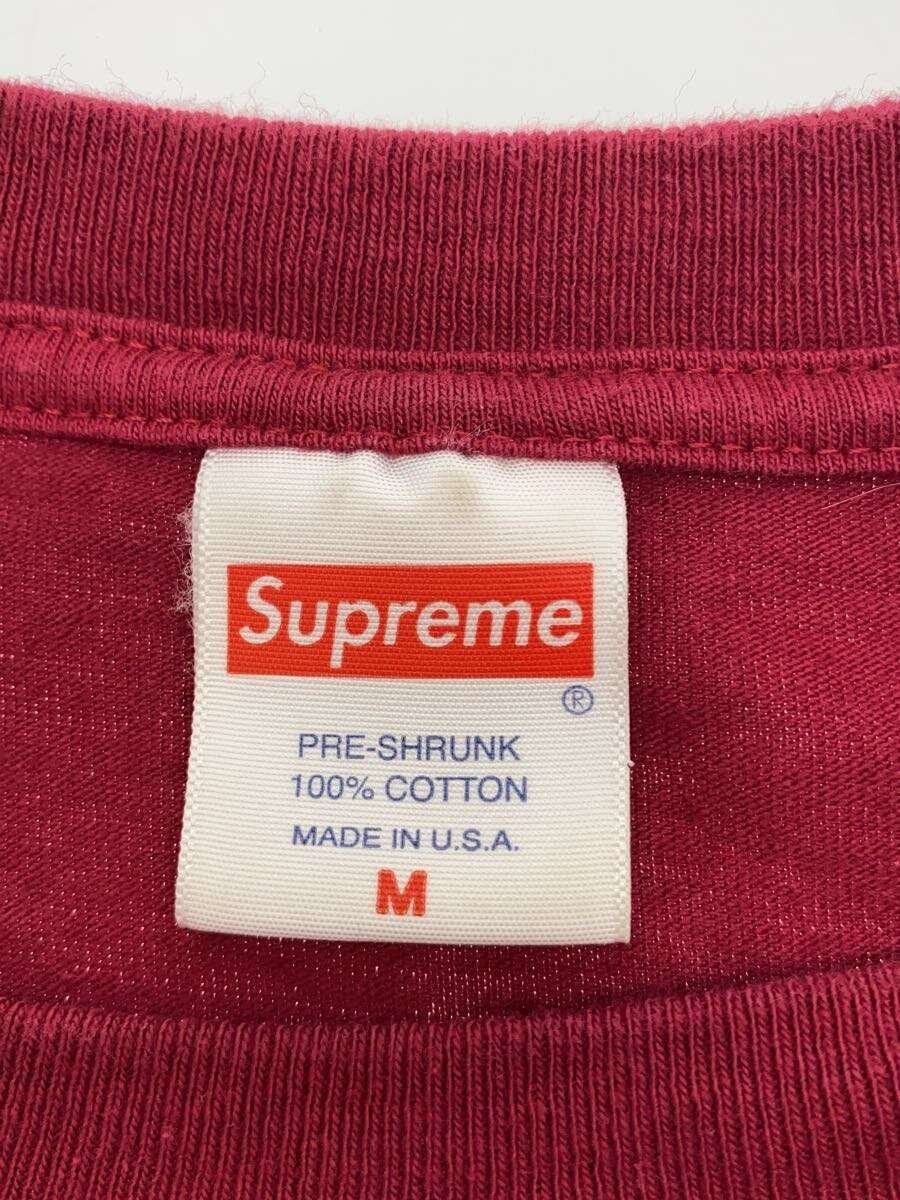 Supreme
®
PRE-SHRUNK
100% COTTON
MADE IN U.S.A.
M